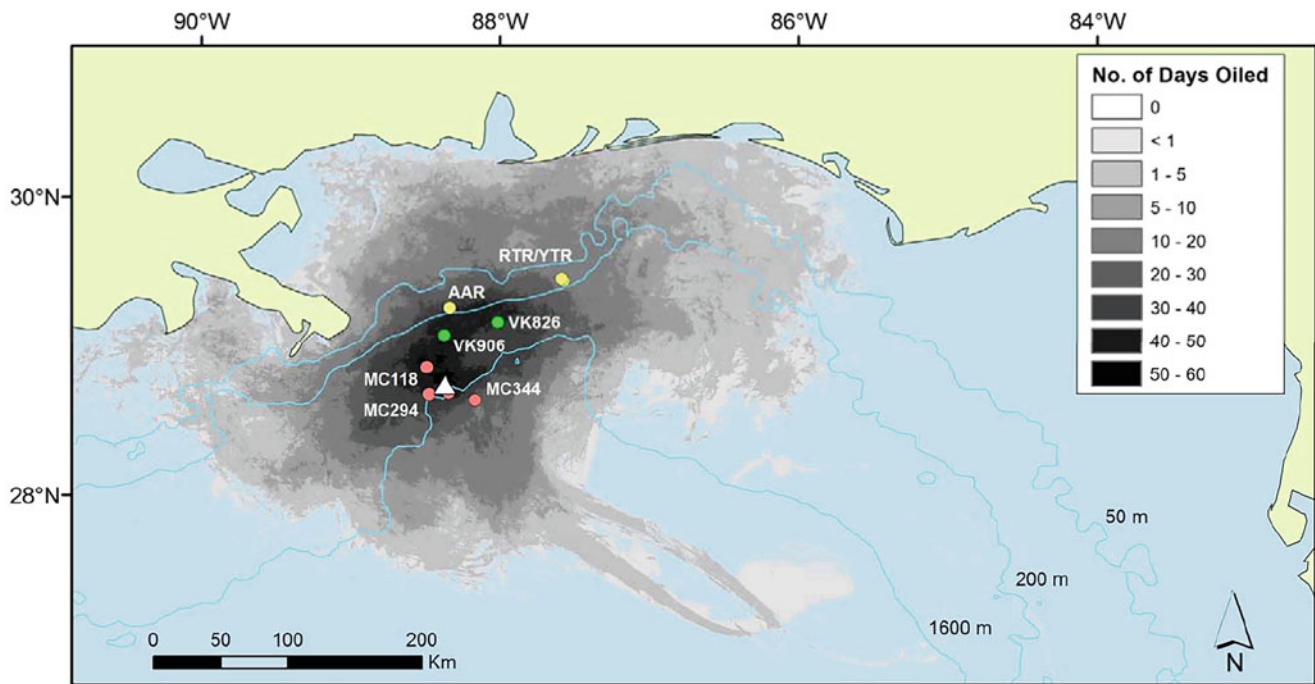 90°W
88°W
86°W
84°W
No. of Days Oiled
0
< 1
1 - 5
5 - 10
10 - 20
20 - 30
30 - 40
40 - 50
50 - 60
30°N
28°N
RTR/YTR
AAR
VK826
VK906
MC118
MC344
MC294
50 m
200 m
1600 m
0 50 100 200
Km
N